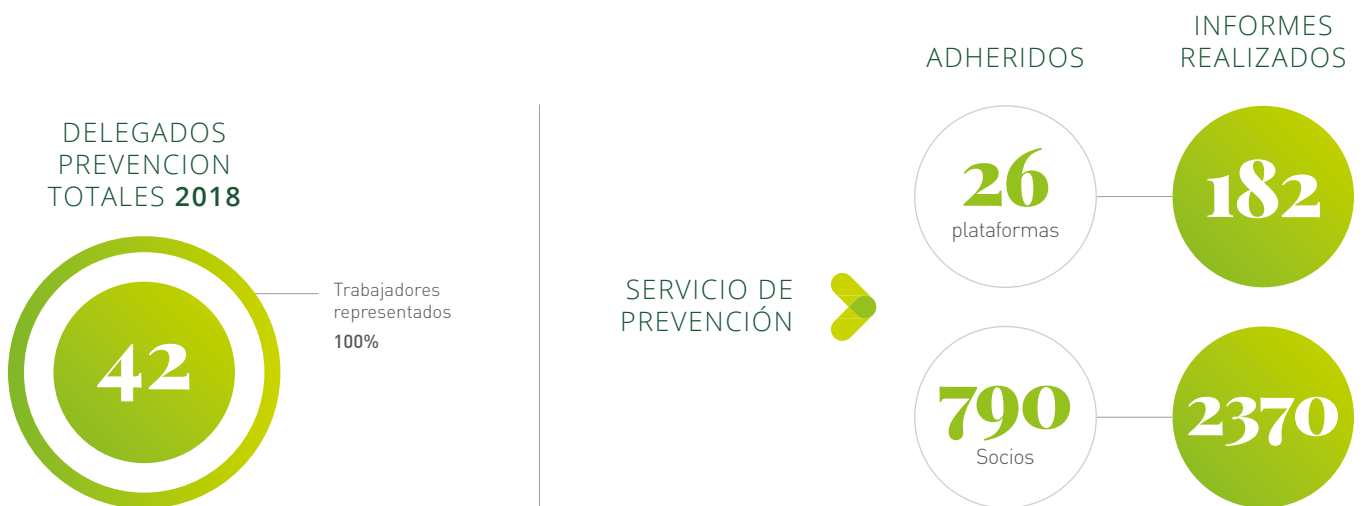 DELEGADOS
PREVENCION
TOTALES 2018
42
Trabajadores
representados
100%
SERVICIO DE
PREVENCIÓN
ADHERIDOS
INFORMES
REALIZADOS
26
plataformas
182
790
Socios
2370